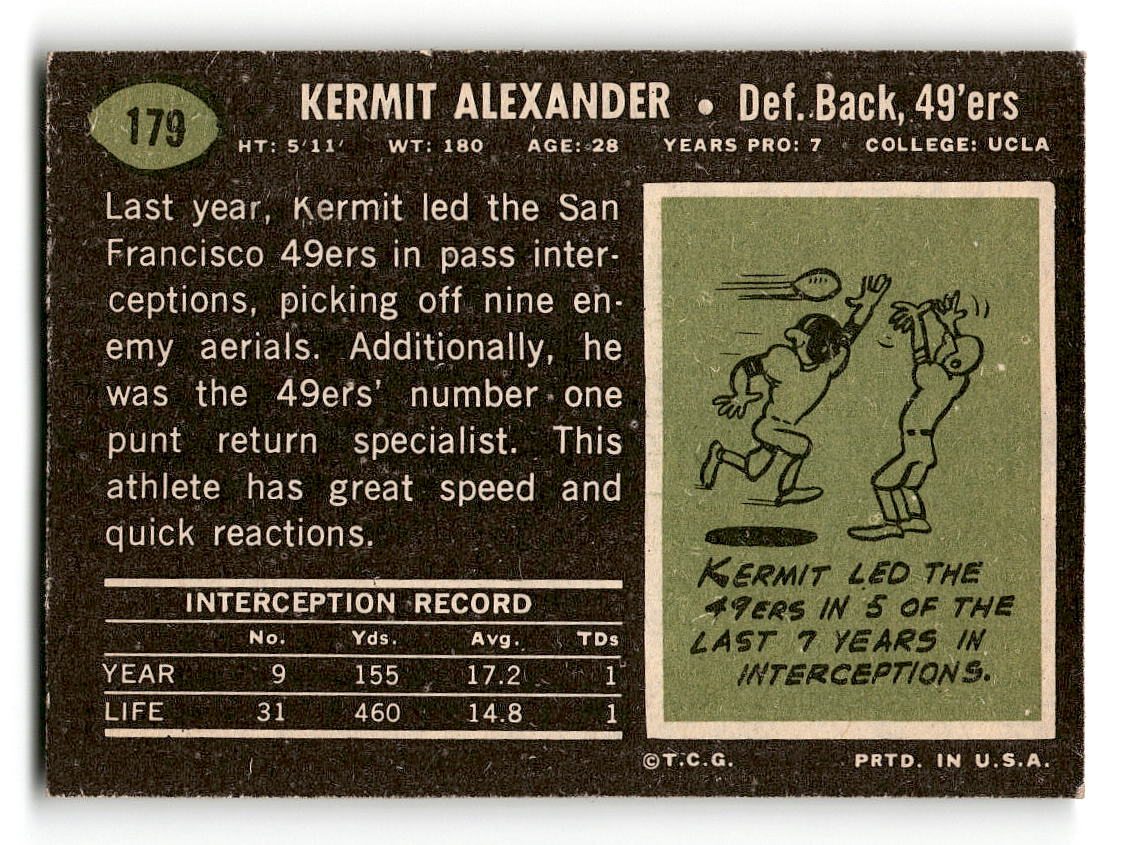 179
KERMIT ALEXANDER • Def. Back, 49'ers
HT: 5'11' WT: 180 AGE: 28 YEARS PRO: 7 COLLEGE: UCLA
Last year, Kermit led the San
Francisco 49ers in pass inter-
ceptions, picking off nine en-
emy aerials. Additionally, he
was the 49ers' number one
punt return specialist. This
athlete has great speed and
quick reactions.
INTERCEPTION RECORD
No. Yds. Avg. TDs
YEAR 9 155 17.2 1
LIFE 31 460 14.8 1
KERMIT LED THE
49ERS IN 5 OF THE
LAST 7 YEARS IN
INTERCEPTIONS.
©T.C.G. PRTD. IN U.S.A.